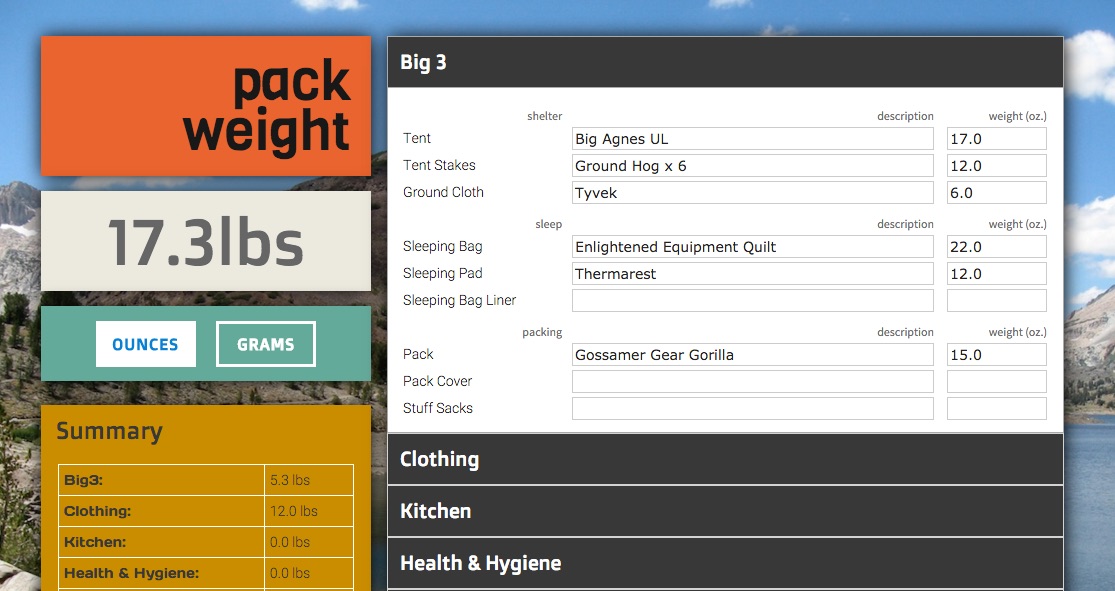 pack
weight
17.3lbs
OUNCES GRAMS
Summary
Big3: 5.3 lbs
Clothing: 12.0 lbs
Kitchen: 0.0 lbs
Health & Hygiene: 0.0 lbs
Big 3
shelter description weight (oz.)
Tent Big Agnes UL 17.0
Tent Stakes Ground Hog x 6 12.0
Ground Cloth Tyvek 6.0
sleep description weight (oz.)
Sleeping Bag Enlightened Equipment Quilt 22.0
Sleeping Pad Thermarest 12.0
Sleeping Bag Liner
packing description weight (oz.)
Pack Gossamer Gear Gorilla 15.0
Pack Cover
Stuff Sacks
Clothing
Kitchen
Health & Hygiene